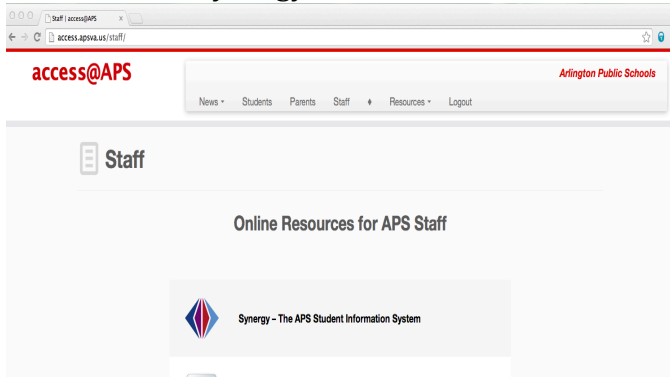 Staff | access@APS x
access.apsva.us/staff/
access@APS
Arlington Public Schools
News Students Parents Staff ♦ Resources Logout
Staff
Online Resources for APS Staff
Synergy – The APS Student Information System